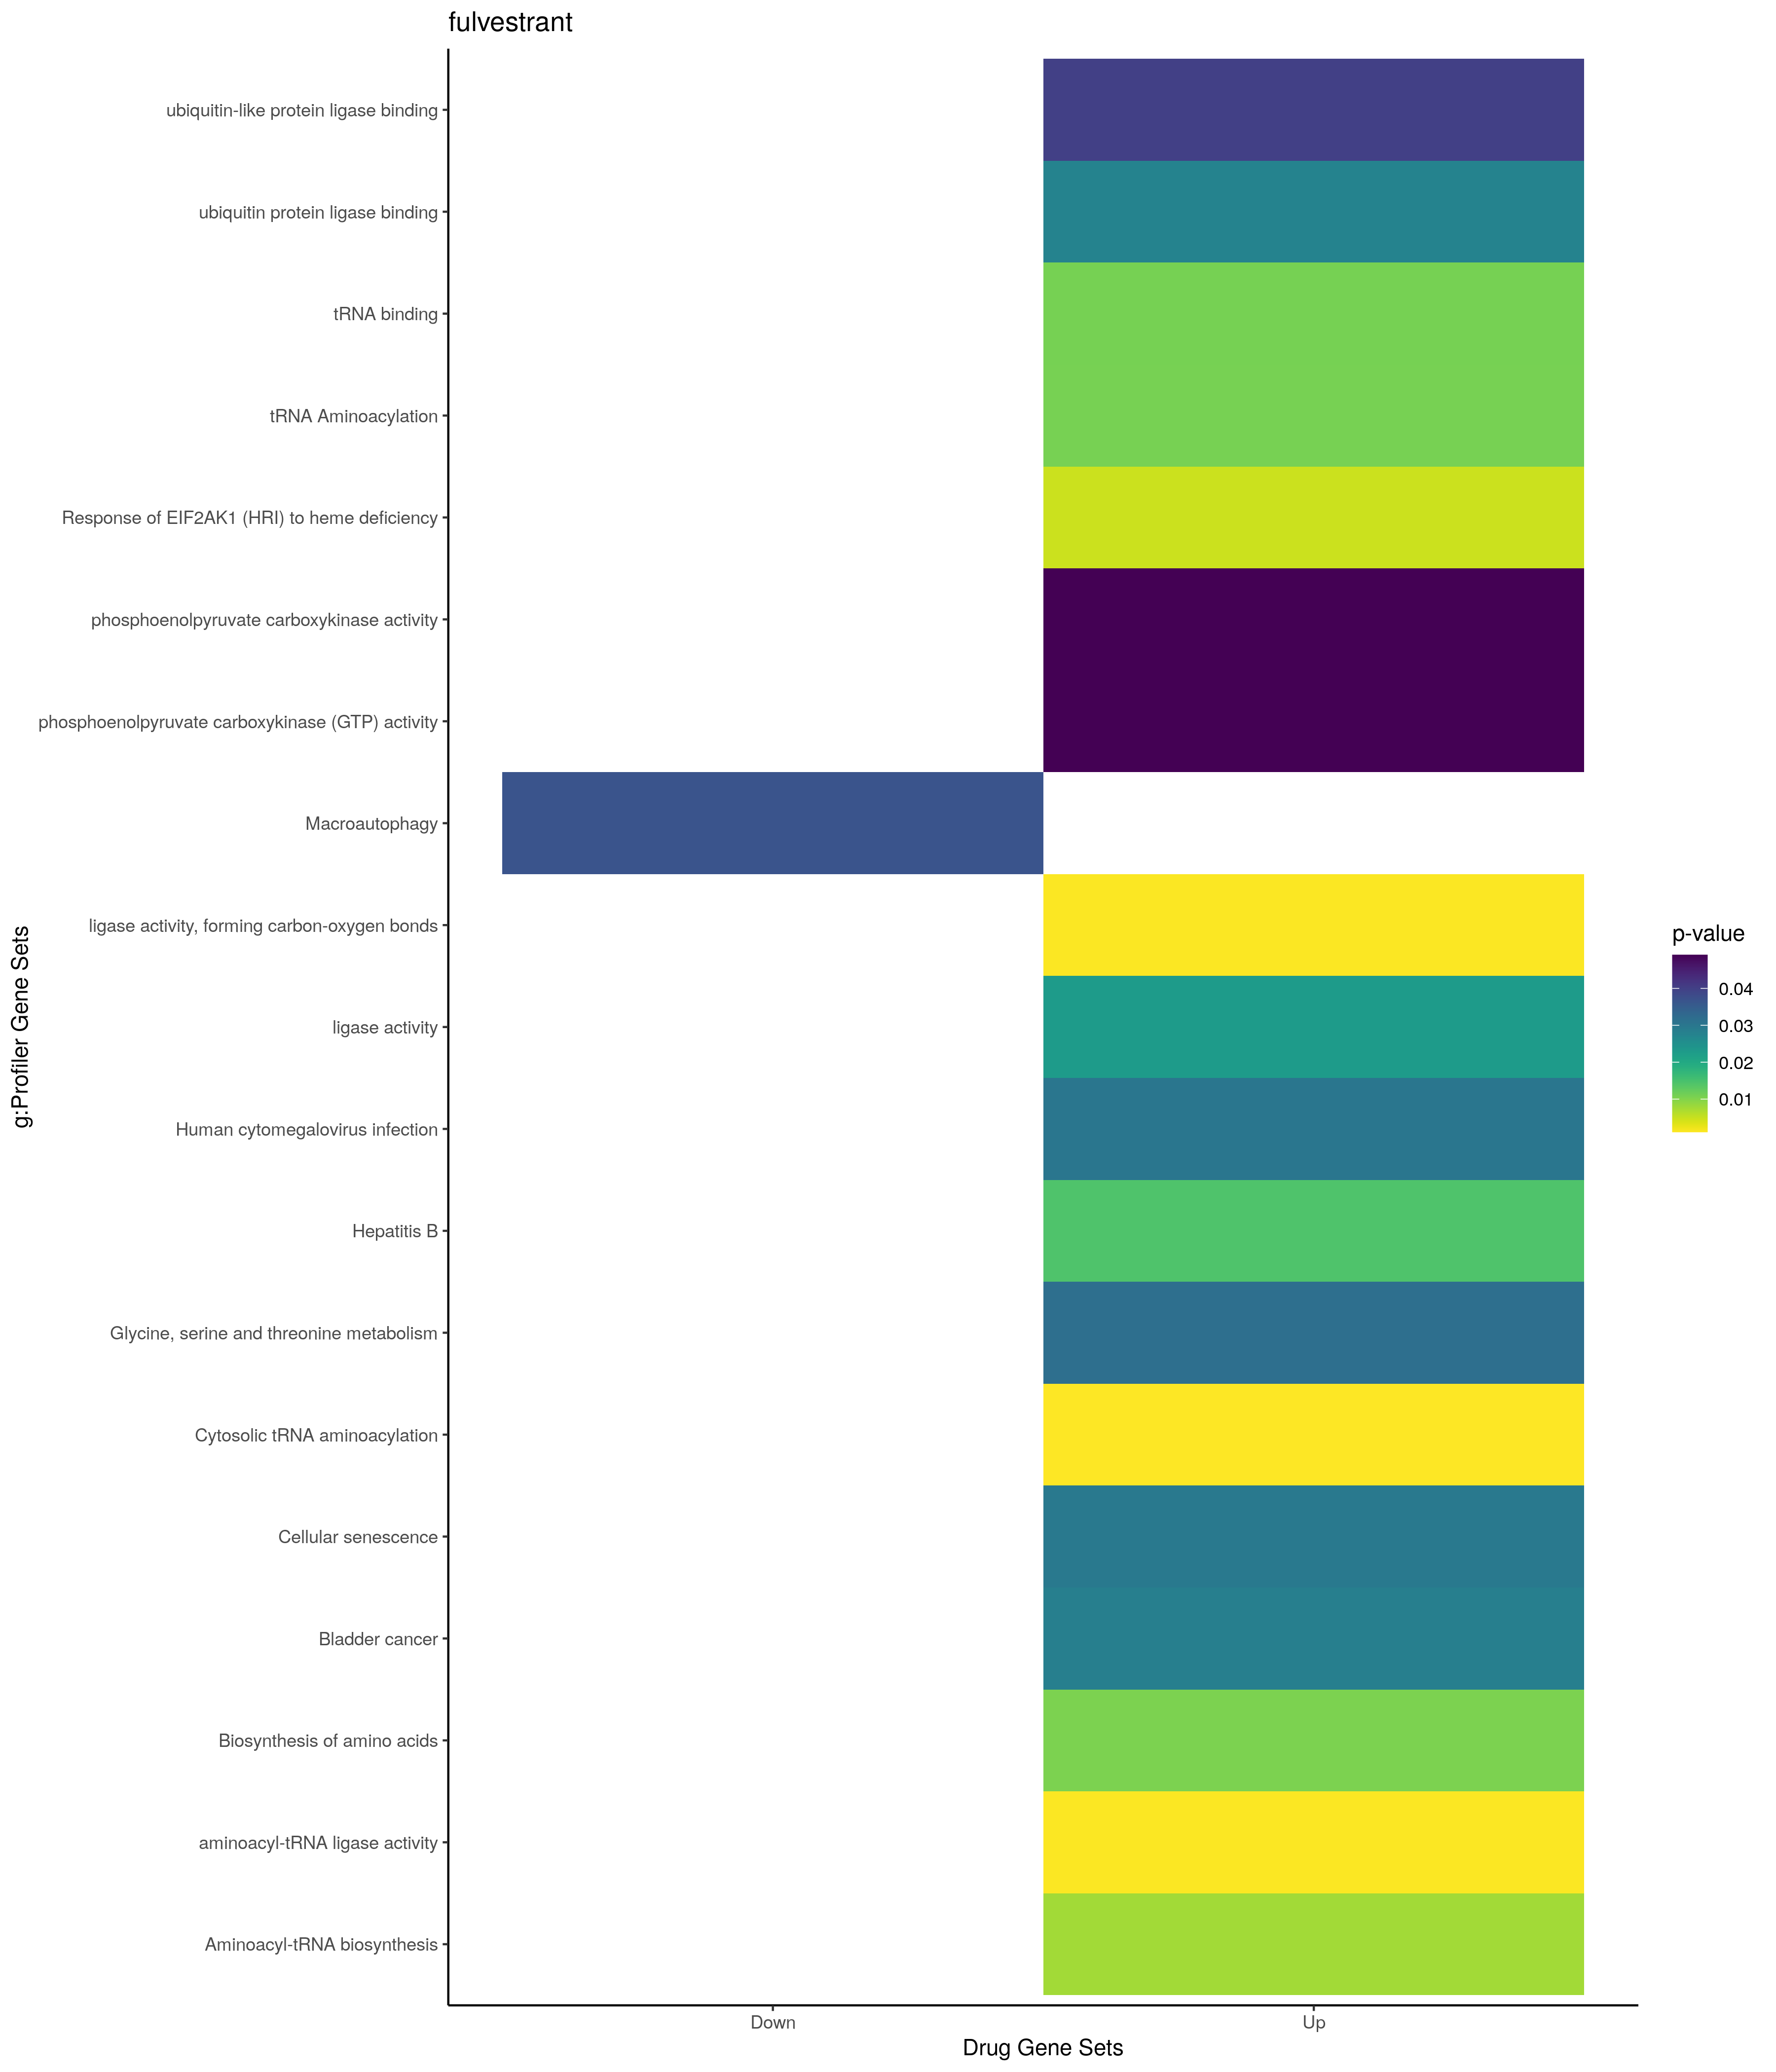 fulvestrant
ubiquitin-like protein ligase binding
ubiquitin protein ligase binding
tRNA binding
tRNA Aminoacylation
Response of EIF2AK1 (HRI) to heme deficiency
phosphoenolpyruvate carboxykinase activity
phosphoenolpyruvate carboxykinase (GTP) activity
Macroautophagy
ligase activity, forming carbon-oxygen bonds
ligase activity
Human cytomegalovirus infection
Hepatitis B
Glycine, serine and threonine metabolism
Cytosolic tRNA aminoacylation
Cellular senescence
Bladder cancer
Biosynthesis of amino acids
aminoacyl-tRNA ligase activity
Aminoacyl-tRNA biosynthesis
g:Profiler Gene Sets
Down
Up
Drug Gene Sets
p-value
0.04
0.03
0.02
0.01